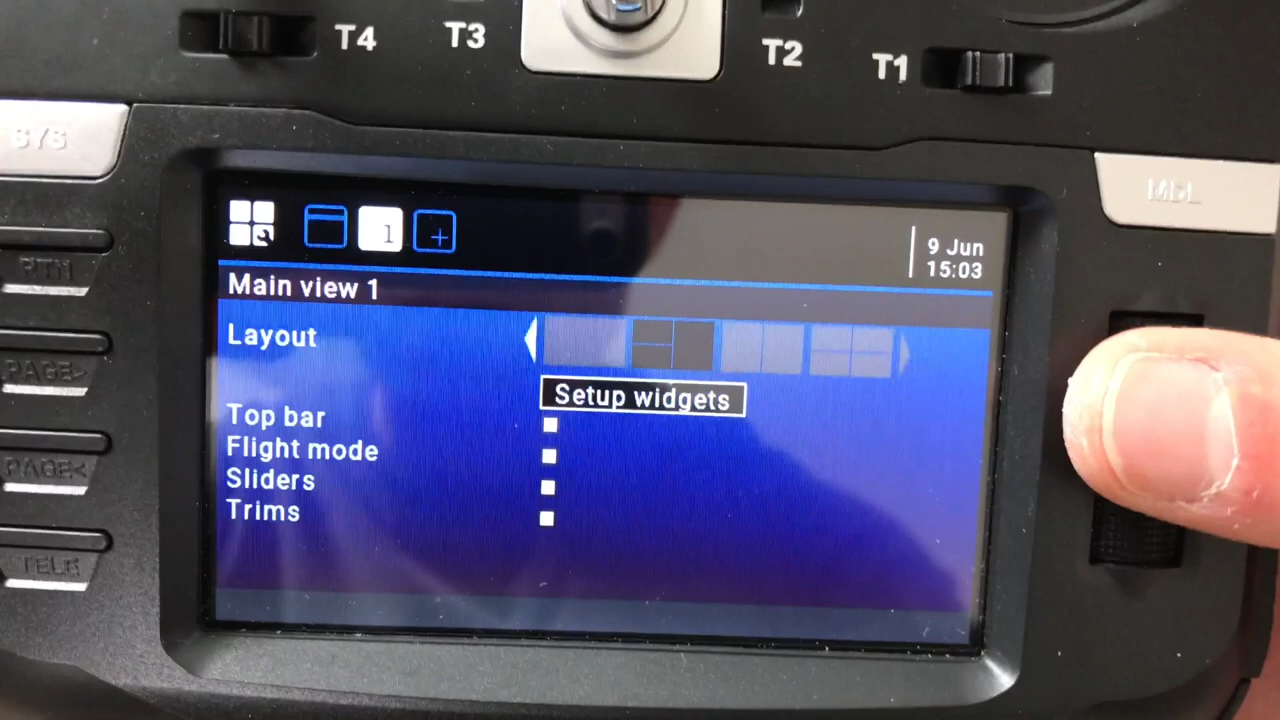 T4
T3
T2
T1
SYS
MDL
RTN
PAGE>
PAGE<
TELE
1
+
9 Jun
15:03
Main view 1
Layout
Setup widgets
Top bar
Flight mode
Sliders
Trims